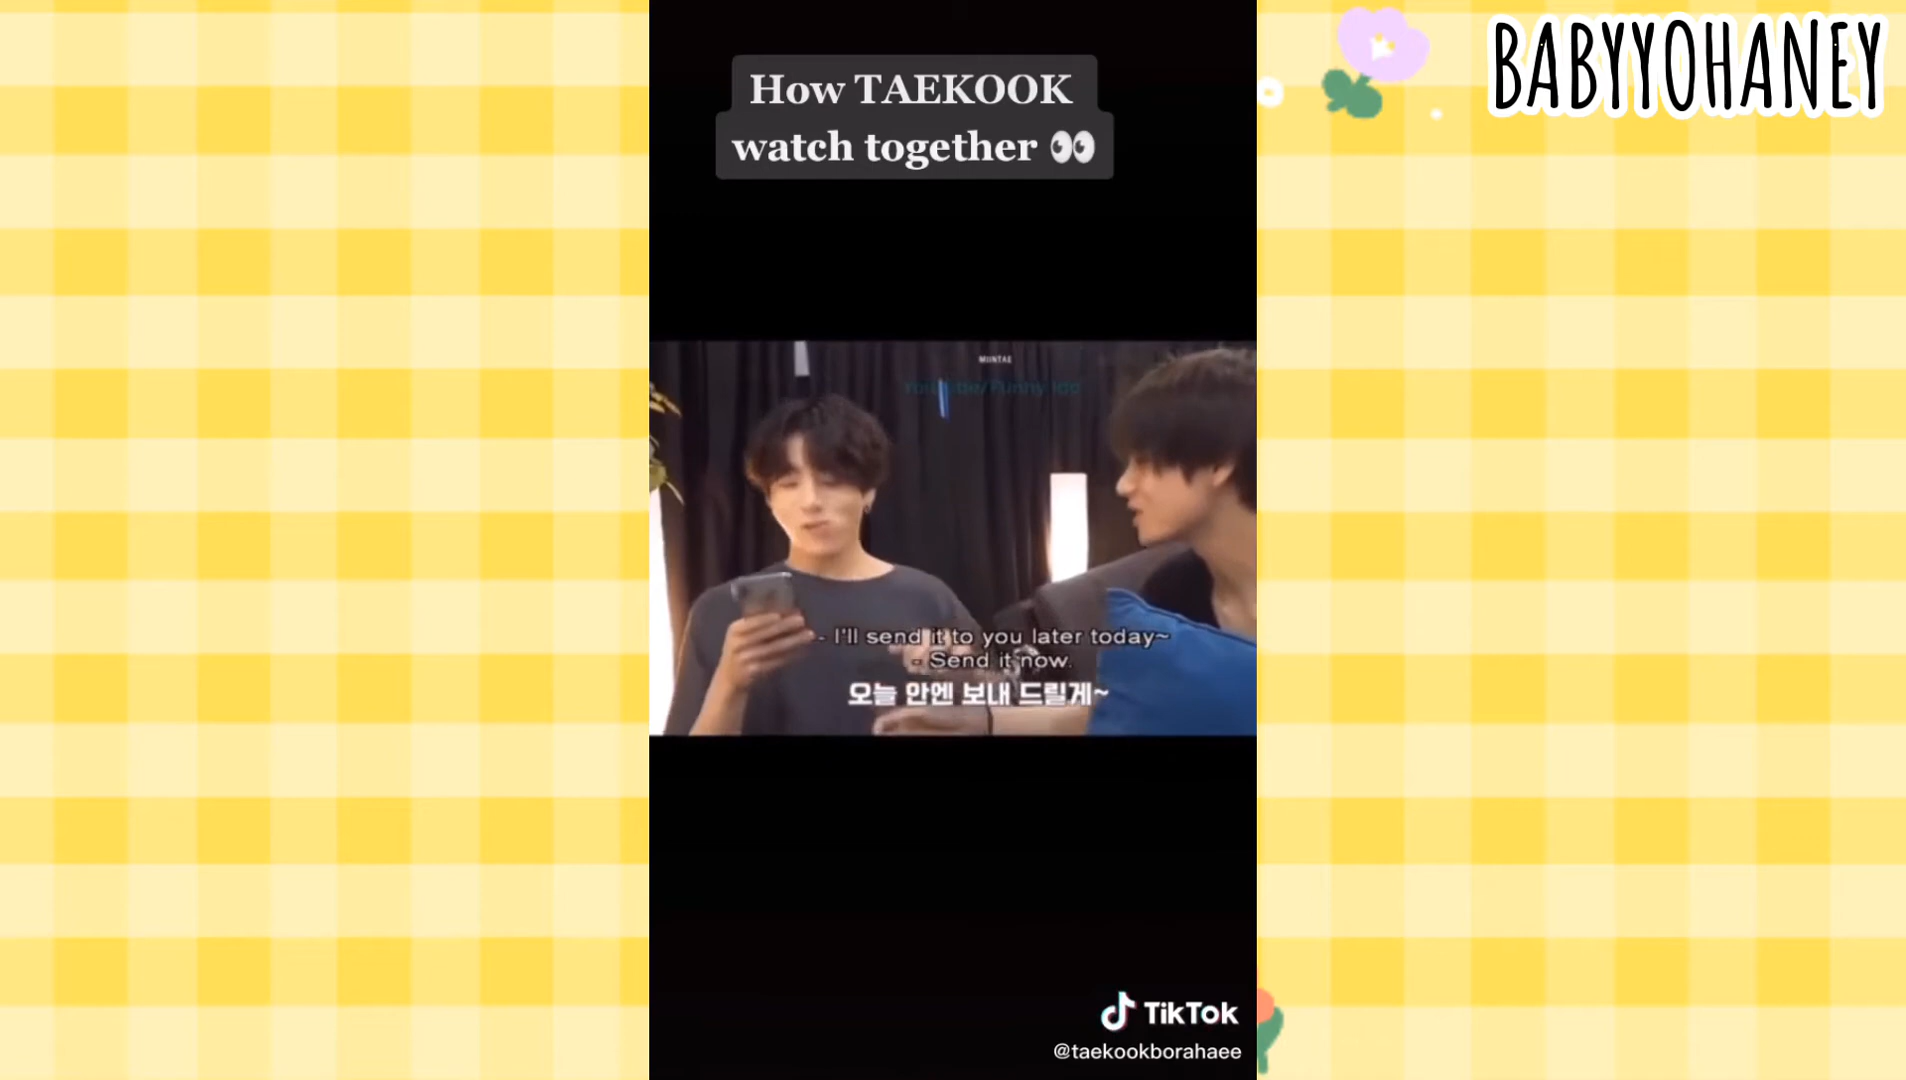 BABYYOHANEY
How TAEKOOK
watch together 👀
MIINTAE
- I'll send it to you later today~
- Send it now.
오늘 안엔 보내 드릴게~
TikTok
@taekookborahaee